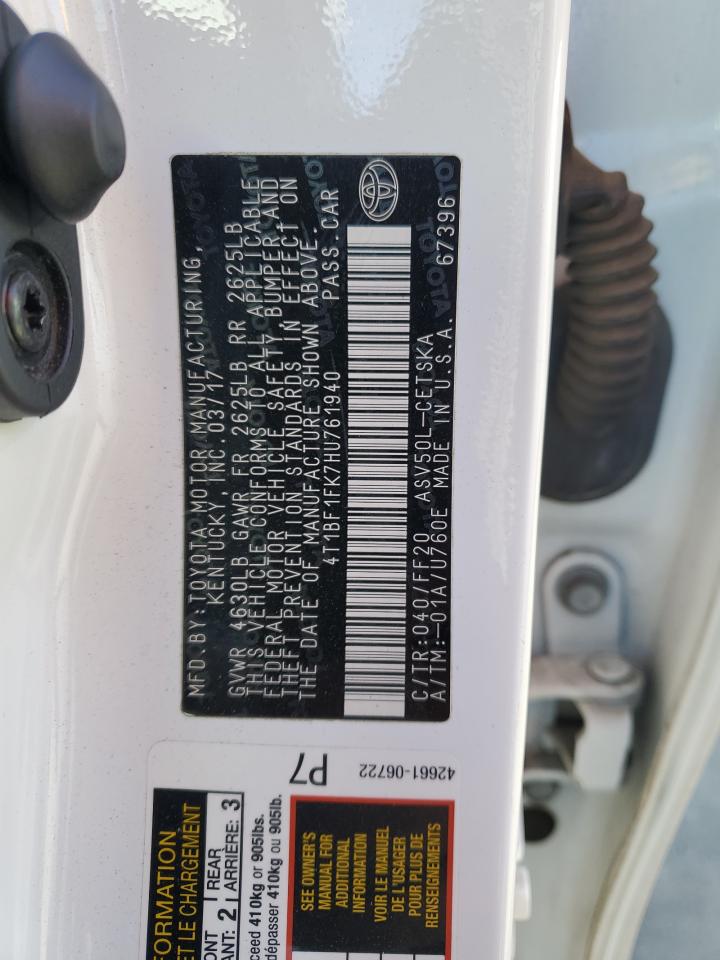 MFD.BY:TOYOTA MOTOR MANUFACTURING,
KENTUCKY, INC. 03/17
GVWR 4630LB GAWR FR 2625LB RR 2625LB
THIS VEHICLE CONFORMS TO ALL APPLICABLE
FEDERAL MOTOR VEHICLE SAFETY BUMPER, AND
THEFT PREVENTION STANDARDS IN EFFECT ON
THE DATE OF MANUFACTURE SHOWN ABOVE.
4T1BF1FK7HU761940 PASS. CAR
C/TR:040/FF20 ASV50L-CETSKA
A/TM:-01A/U760E MADE IN U.S.A. 67396
P7
42661-06722
FORMATION
ET LE CHARGEMENT
ONT
ANT: 2
REAR
ARRIÈRE: 3
ceed 410kg or 905lbs.
dépasser 410kg ou 905lb.
SEE OWNER'S
MANUAL FOR
ADDITIONAL
INFORMATION
VOIR LE MANUEL
DE L'USAGER
POUR PLUS DE
RENSEIGNEMENTS